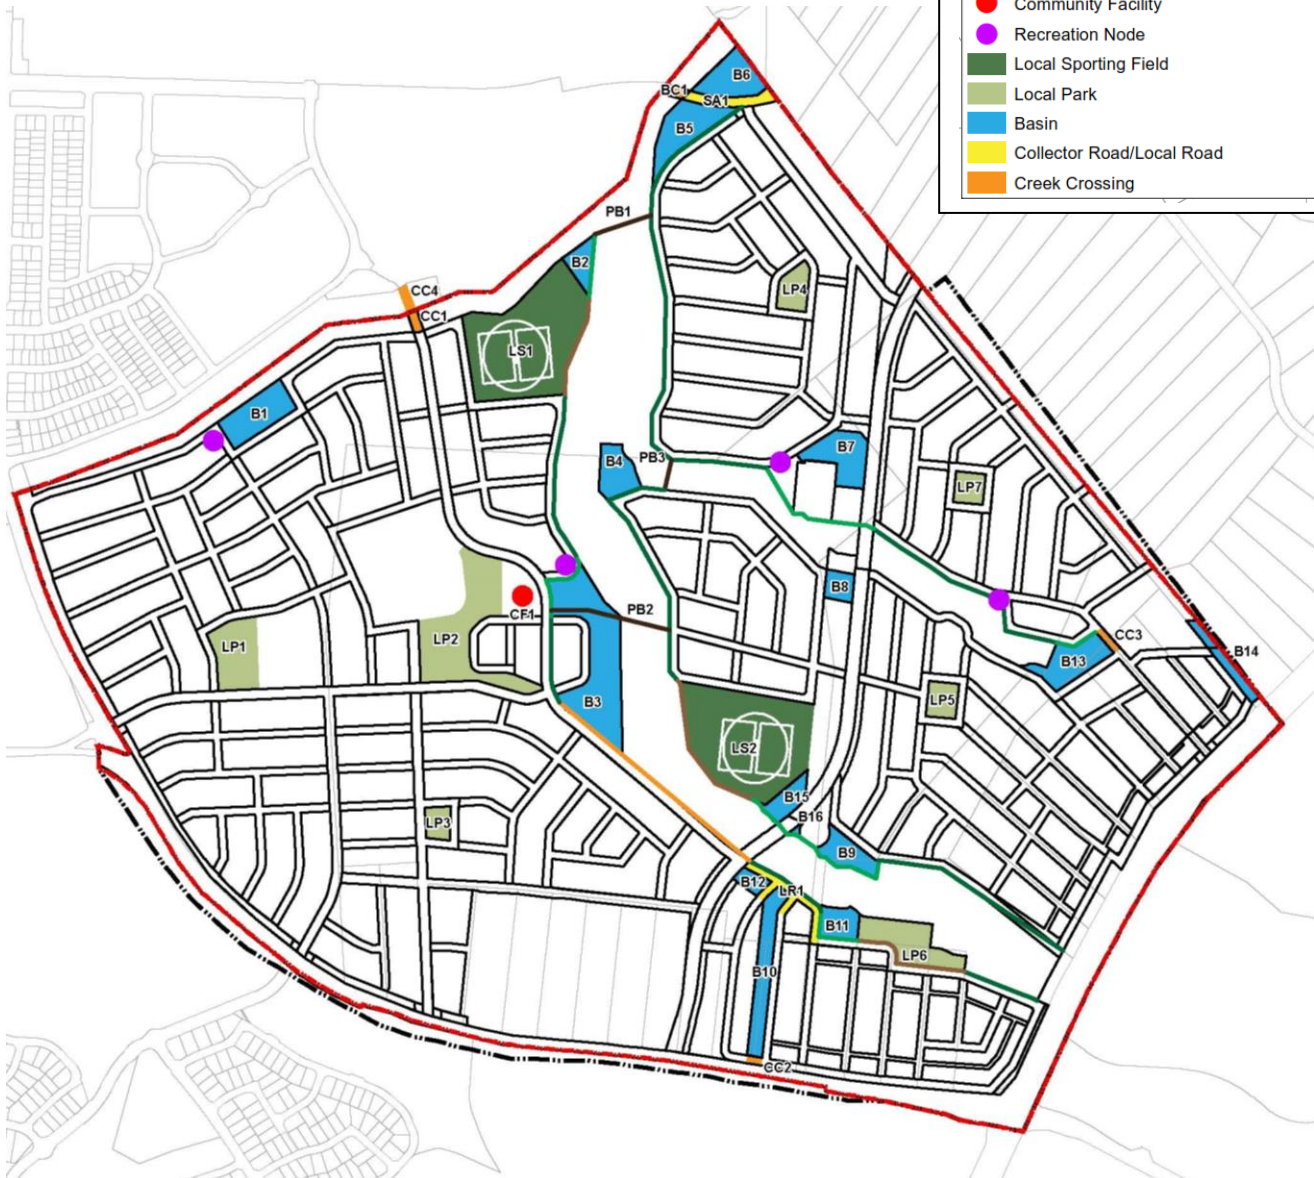 Community Facility
Recreation Node
Local Sporting Field
Local Park
Basin
Collector Road/Local Road
Creek Crossing
B6
BC1
SA1
B5
PB1
B2
CC4
LP4
CC1
LS1
B1
B7
B4
PB3
LP7
B8
CF1
PB2
CC3
LP1
LP2
B14
B13
B3
LP5
LS2
B15
B16
LP3
B9
B12
LR1
B11
LP6
B10
CC2